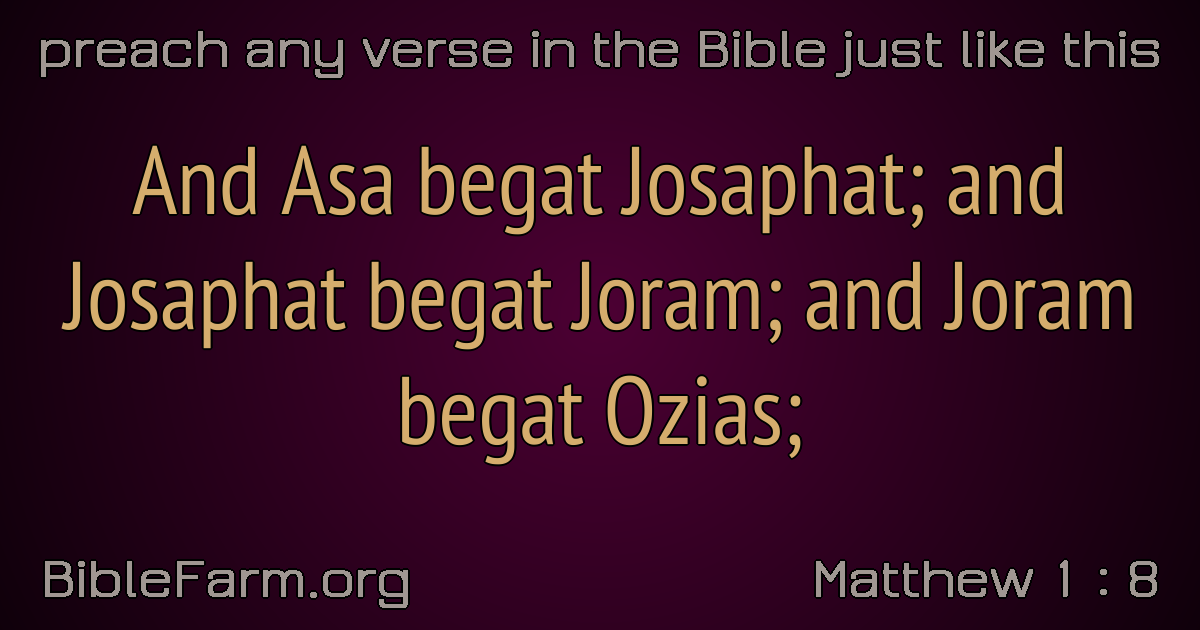 preach any verse in the Bible just like this
And Asa begat Josaphat; and
Josaphat begat Joram; and Joram
begat Ozias;
BibleFarm.org
Matthew 1 : 8